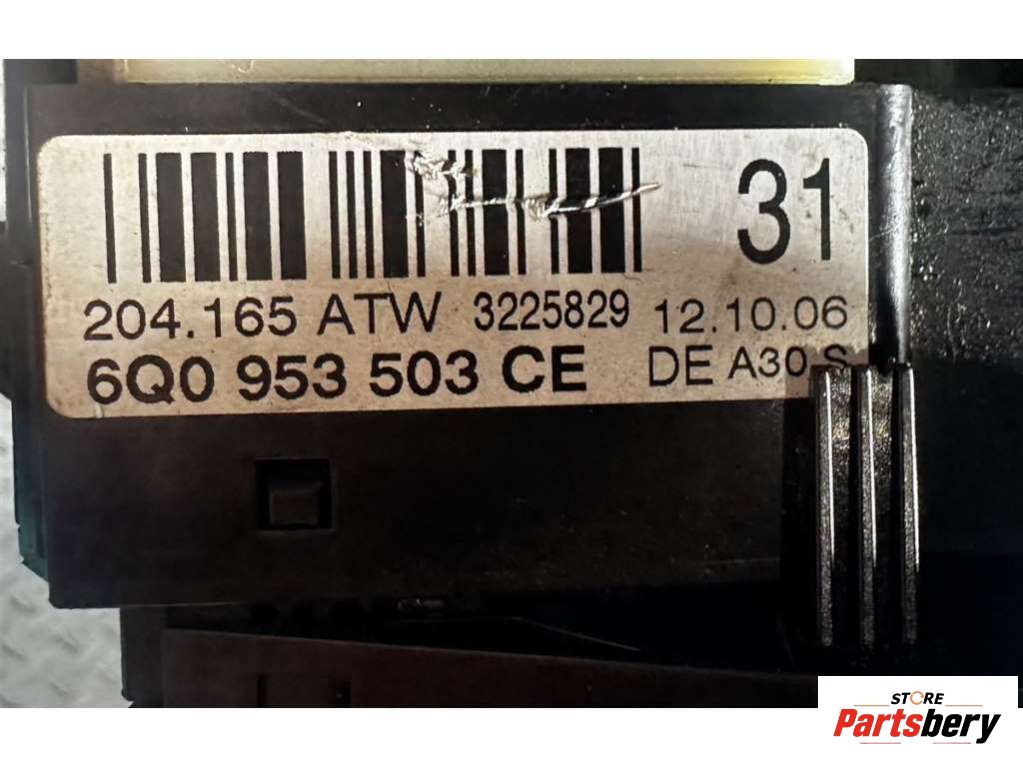 31
204.165 ATW 3225829 12.10.06
6Q0 953 503 CE DE A30 S
STORE
Partsbery